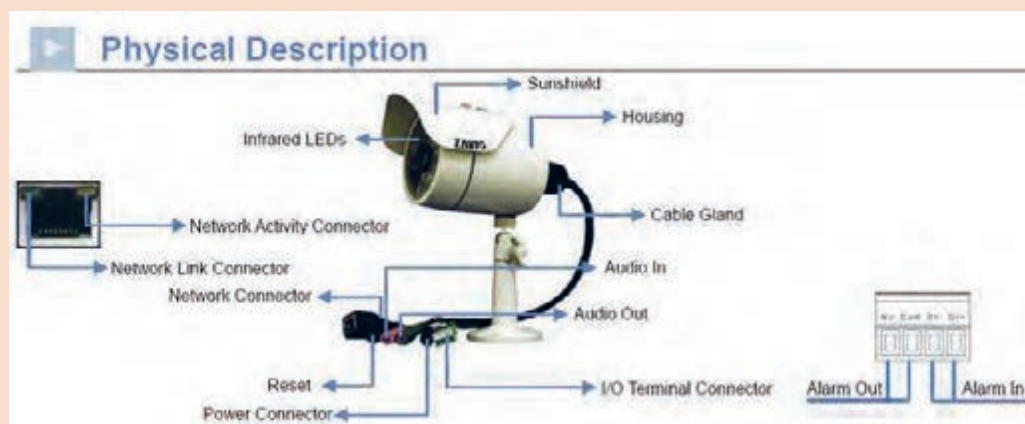 Physical Description
Sunshield
Housing
Infrared LEDs
Cable Gland
Network Activity Connector
Network Link Connector
Audio In
Network Connector
Audio Out
Reset
I/O Terminal Connector
Alarm Out
Alarm In
Power Connector